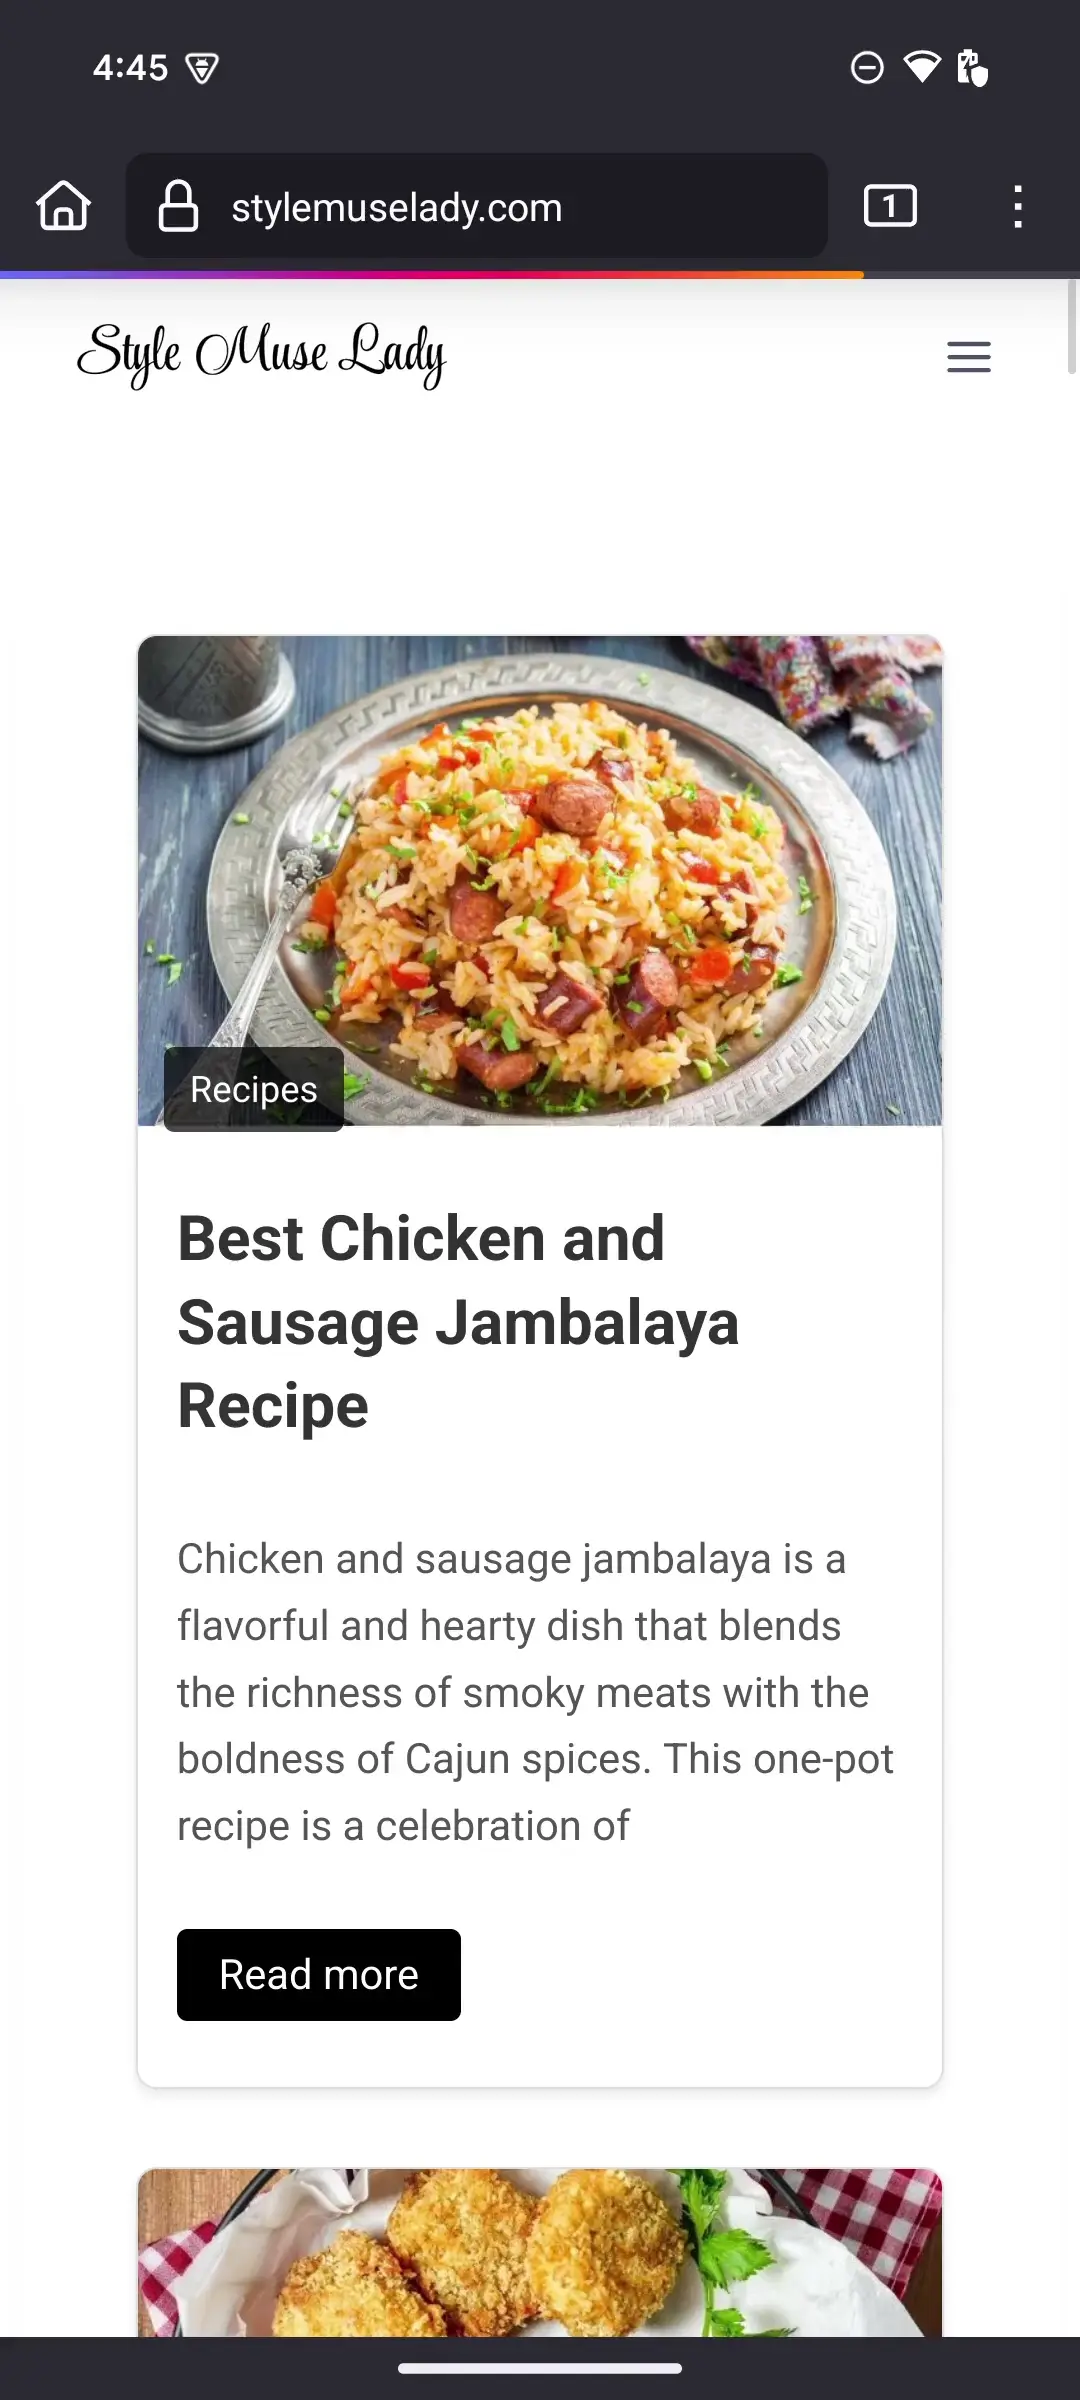 4:45
stylemuselady.com
1
Style Muse Lady
Recipes
Best Chicken and
Sausage Jambalaya
Recipe
Chicken and sausage jambalaya is a
flavorful and hearty dish that blends
the richness of smoky meats with the
boldness of Cajun spices. This one-pot
recipe is a celebration of
Read more